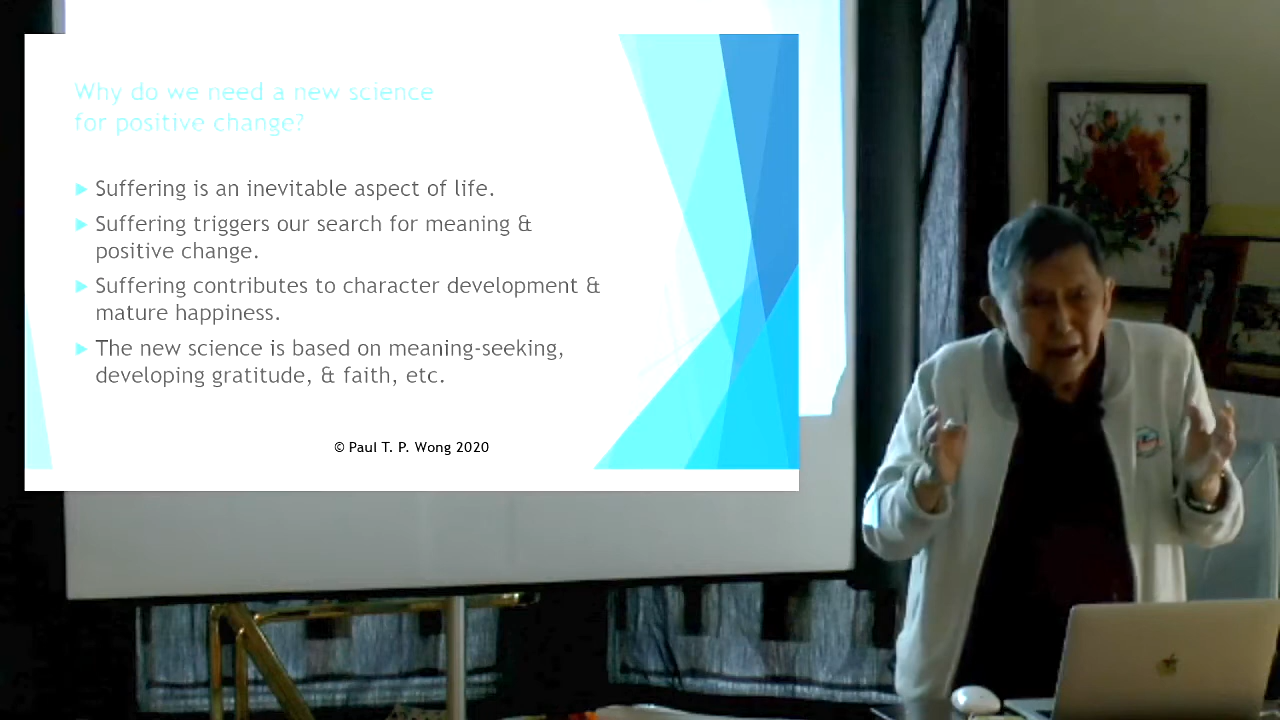 Why do we need a new science
for positive change?
Suffering is an inevitable aspect of life.
Suffering triggers our search for meaning &
positive change.
Suffering contributes to character development &
mature happiness.
The new science is based on meaning-seeking,
developing gratitude, & faith, etc.
© Paul T. P. Wong 2020